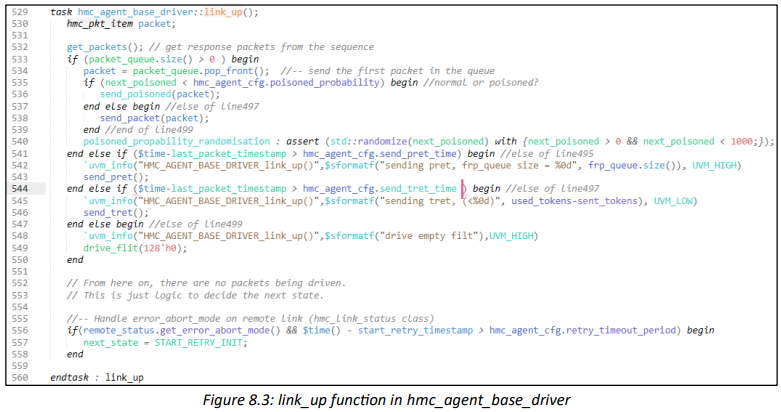 529 task hmc_agent_base_driver::link_up();
530 hmc_pkt_item packet;
531
532 get_packets(); // get response packets from the sequence
533 if (packet_queue.size() > 0 ) begin
534 packet = packet_queue.pop_front(); //-- send the first packet in the queue
535 if (next_poisoned < hmc_agent_cfg.poisoned_probability) begin //normal or poisoned?
536 send_poisoned(packet);
537 end else begin //else of line497
538 send_packet(packet);
539 end //end of line499
540 poisoned_propability_randomisation : assert (std::randomize(next_poisoned) with {next_poisoned > 0 && next_poisoned < 1000;});
541 end else if ($time-last_packet_timestamp > hmc_agent_cfg.send_pret_time) begin //else of line495
542 `uvm_info("HMC_AGENT_BASE_DRIVER_link_up()",$sformatf("sending pret, frp_queue size = %0d", frp_queue.size()), UVM_HIGH)
543 send_pret();
544 end else if ($time-last_packet_timestamp > hmc_agent_cfg.send_tret_time ) begin //else of line497
545 `uvm_info("HMC_AGENT_BASE_DRIVER_link_up()",$sformatf("sending tret, (<%0d)", used_tokens-sent_tokens), UVM_LOW)
546 send_tret();
547 end else begin //else of line499
548 `uvm_info("HMC_AGENT_BASE_DRIVER_link_up()",$sformatf("drive empty filt"),UVM_HIGH)
549 drive_flit(128'h0);
550 end
551
552 // From here on, there are no packets being driven.
553 // This is just logic to decide the next state.
554
555 //-- Handle error_abort_mode on remote link (hmc_link_status class)
556 if(remote_status.get_error_abort_mode() && $time() - start_retry_timestamp > hmc_agent_cfg.retry_timeout_period) begin
557 next_state = START_RETRY_INIT;
558 end
559
560 endtask : link_up
Figure 8.3: link_up function in hmc_agent_base_driver